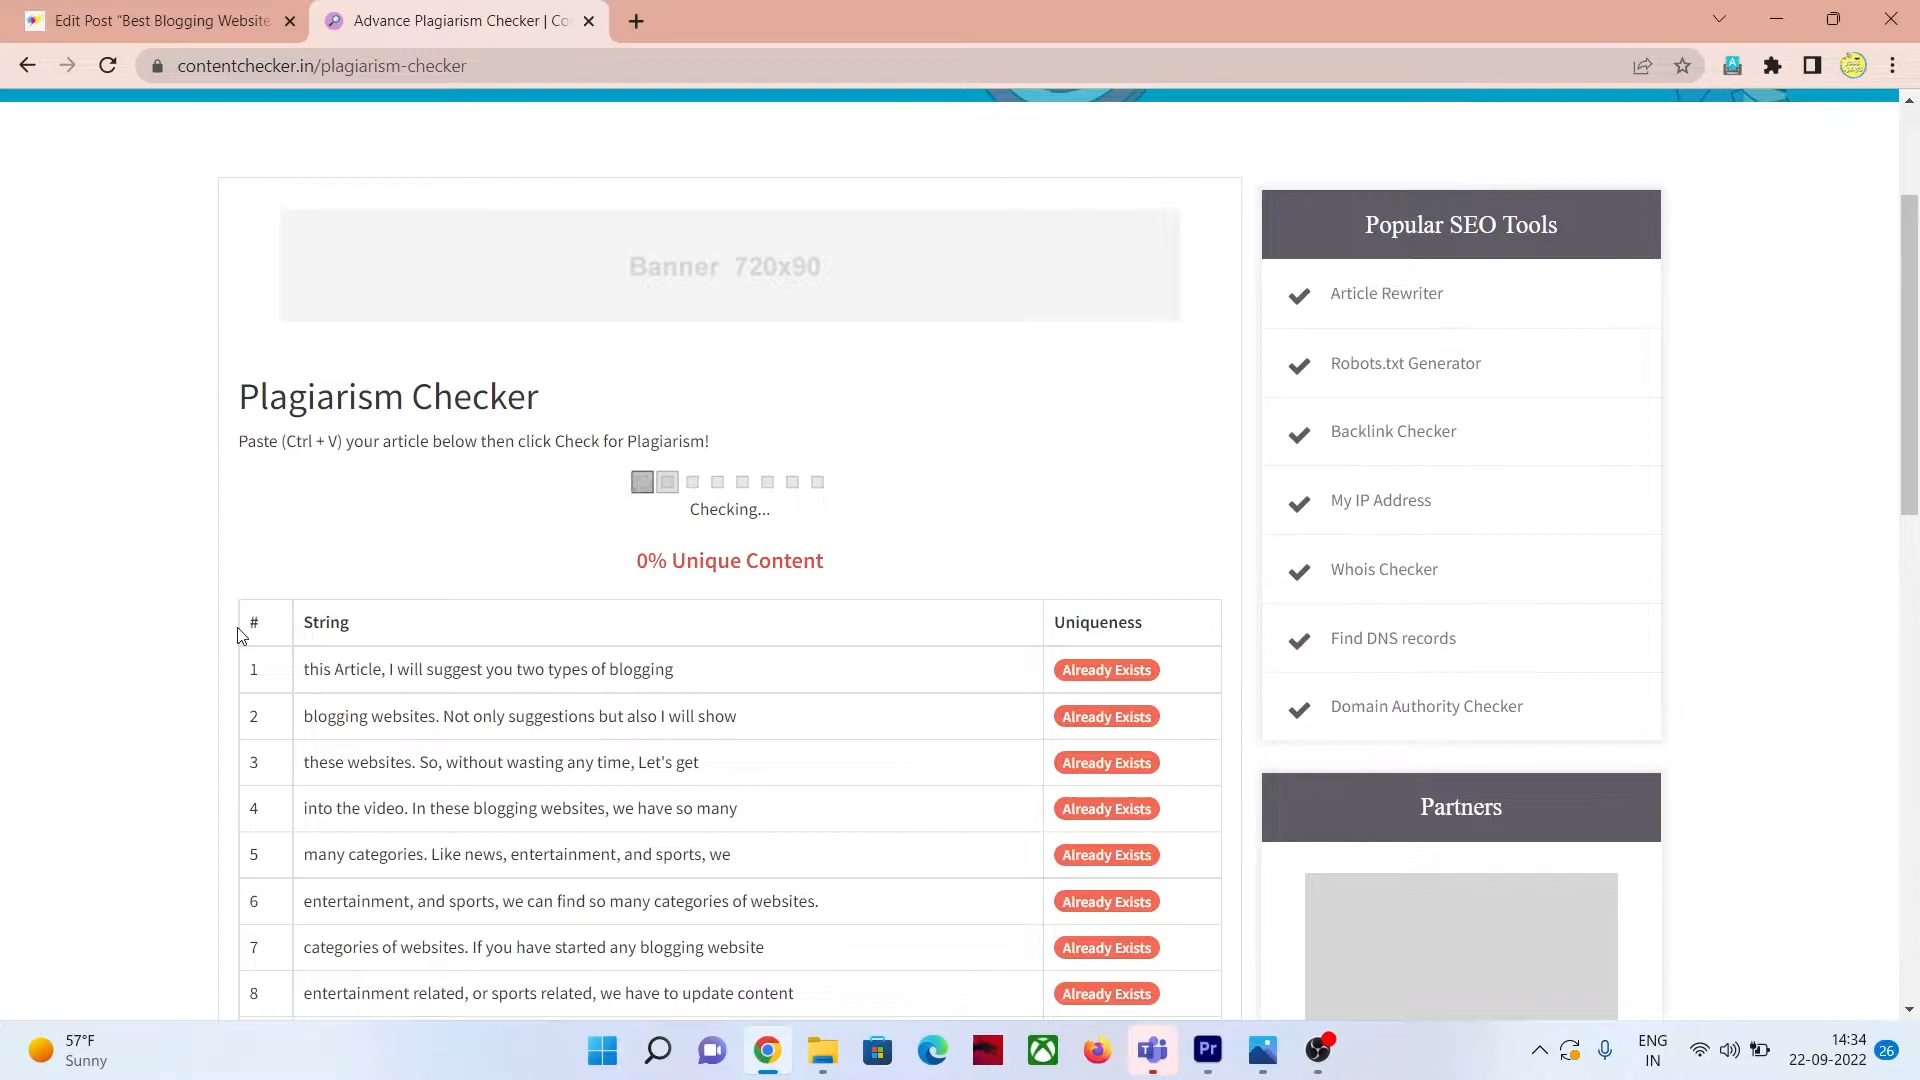 Edit Post "Best Blogging Website
Advance Plagiarism Checker | Co
contentchecker.in/plagiarism-checker
Banner 720x90
Plagiarism Checker
Paste (Ctrl + V) your article below then click Check for Plagiarism!
Checking...
0% Unique Content
# String Uniqueness
1 this Article, I will suggest you two types of blogging Already Exists
2 blogging websites. Not only suggestions but also I will show Already Exists
3 these websites. So, without wasting any time, Let's get Already Exists
4 into the video. In these blogging websites, we have so many Already Exists
5 many categories. Like news, entertainment, and sports, we Already Exists
6 entertainment, and sports, we can find so many categories of websites. Already Exists
7 categories of websites. If you have started any blogging website Already Exists
8 entertainment related, or sports related, we have to update content Already Exists
Popular SEO Tools
Article Rewriter
Robots.txt Generator
Backlink Checker
My IP Address
Whois Checker
Find DNS records
Domain Authority Checker
Partners
57°F
Sunny
Pr
ENG
IN
14:34
22-09-2022
26